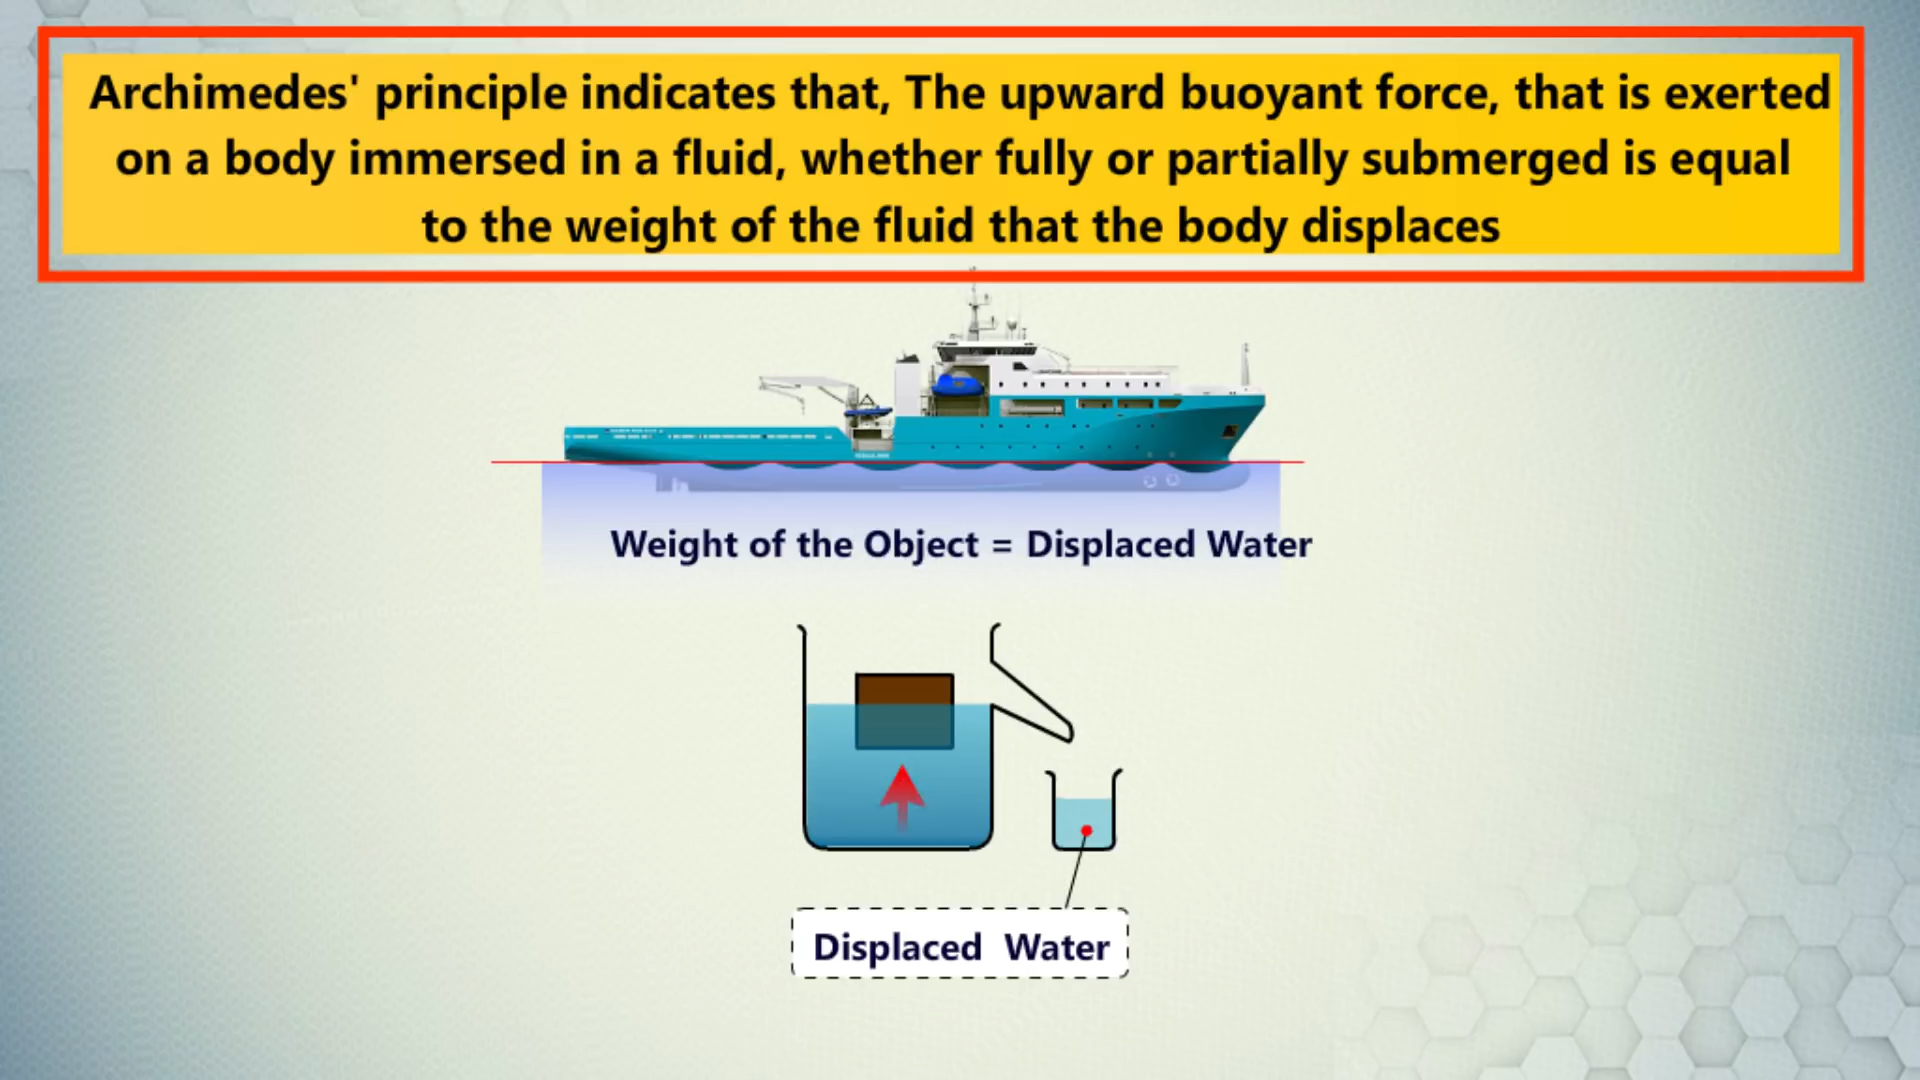 Archimedes' principle indicates that, The upward buoyant force, that is exerted
on a body immersed in a fluid, whether fully or partially submerged is equal
to the weight of the fluid that the body displaces
Weight of the Object = Displaced Water
Displaced Water